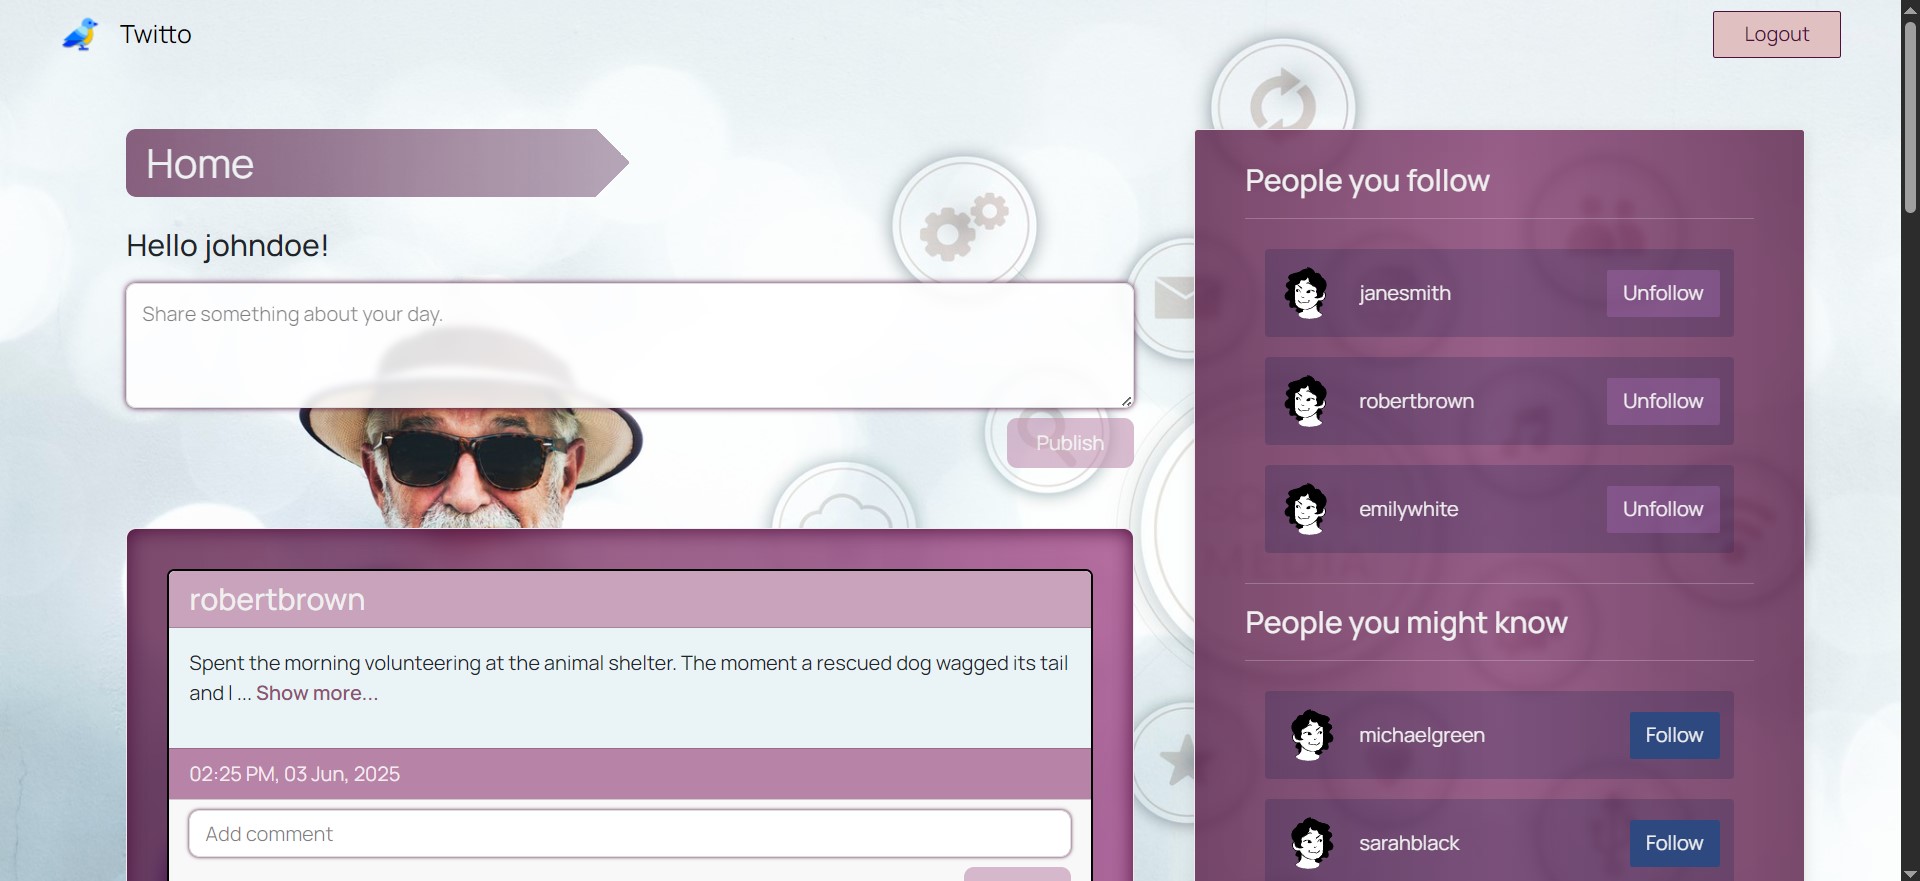 Twitto
Logout
Home
Hello johndoe!
Share something about your day.
Publish
robertbrown
Spent the morning volunteering at the animal shelter. The moment a rescued dog wagged its tail
and I ... Show more...
02:25 PM, 03 Jun, 2025
Add comment
People you follow
janesmith
Unfollow
robertbrown
Unfollow
emilywhite
Unfollow
MEDIA
People you might know
michaelgreen
Follow
sarahblack
Follow